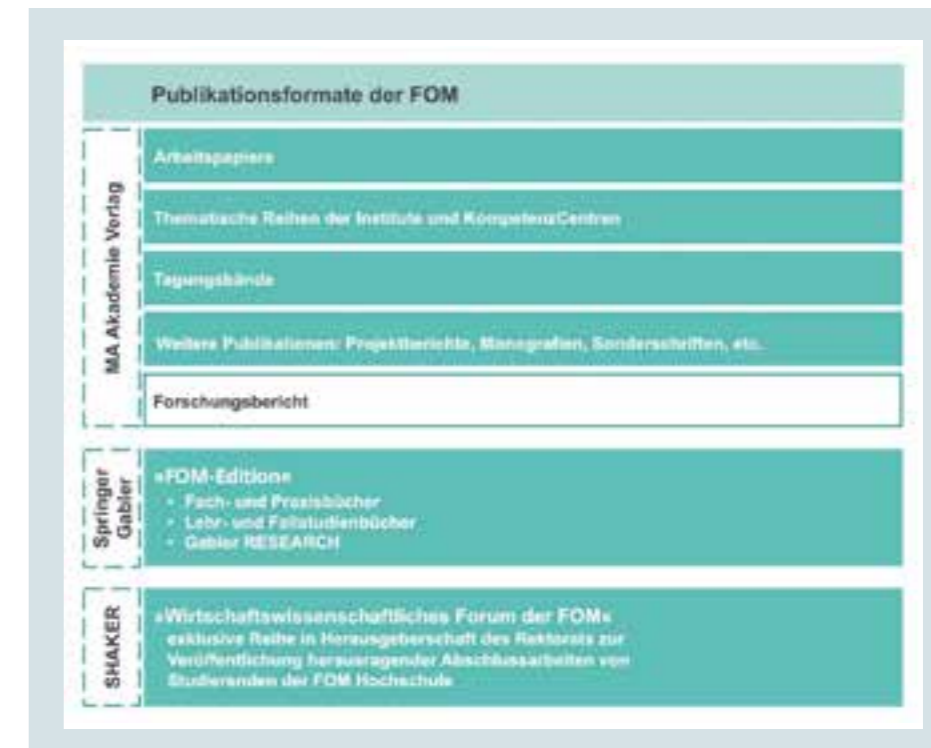 Publikationsformate der FOM
MA Akademie Verlag
Arbeitspapiere
Thematische Reihen der Institute und KompetenzCentren
Tagungsbände
Weitere Publikationen: Projektberichte, Monografien, Sonderschriften, etc.
Forschungsbericht
Springer
Gabler
»FOM-Edition«
• Fach- und Praxisbücher
• Lehr- und Fallstudienbücher
• Gabler RESEARCH
SHAKER
»Wirtschaftswissenschaftliches Forum der FOM«
exklusive Reihe in Herausgeberschaft des Rektorats zur
Veröffentlichung herausragender Abschlussarbeiten von
Studierenden der FOM Hochschule